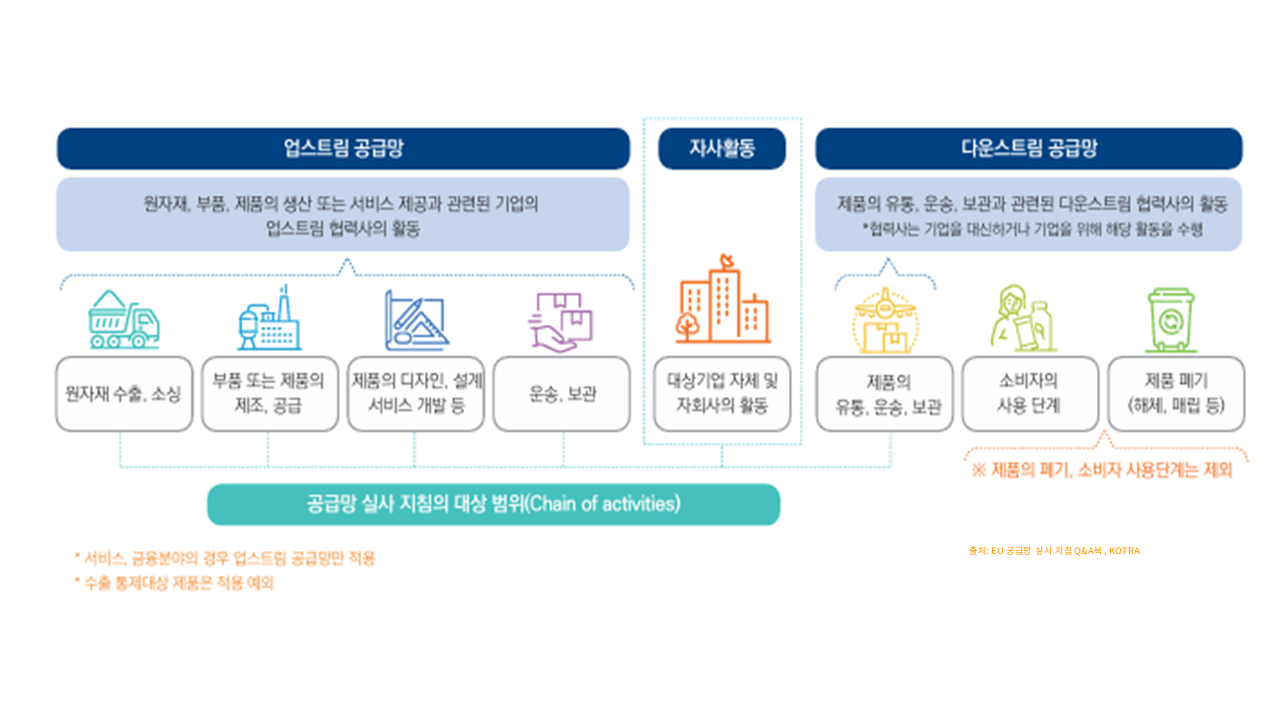 업스트림 공급망
원자재, 부품, 제품의 생산 또는 서비스 제공과 관련된 기업의
업스트림 협력사의 활동
원자재 수출, 소싱
부품 또는 제품의
제조, 공급
제품의 디자인, 설계
서비스 개발 등
운송, 보관
자사활동
대상기업 자체 및
자회사의 활동
다운스트림 공급망
제품의 유통, 운송, 보관과 관련된 다운스트림 협력사의 활동
*협력사는 기업을 대신하거나 기업을 위해 해당 활동을 수행
제품의
유통, 운송, 보관
소비자의
사용 단계
제품 폐기
(해체, 매립 등)
※ 제품의 폐기, 소비자 사용단계는 제외
공급망 실사 지침의 대상 범위(Chain of activities)
* 서비스, 금융분야의 경우 업스트림 공급망만 적용
* 수출 통제대상 제품은 적용 예외
출처: EU 공급망 실사 지침 Q&A북, KOTRA